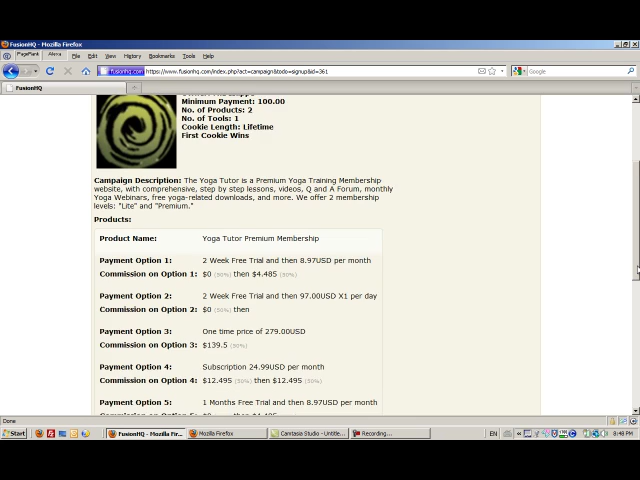 FusionHQ - Mozilla Firefox
PageRank Alexa File Edit View History Bookmarks Tools Help
fusionhq.com https://www.fusionhq.com/index.php?act=campaign&todo=signup&id=361 Google
FusionHQ
Minimum Payment: 100.00
No. of Products: 2
No. of Tools: 1
Cookie Length: Lifetime
First Cookie Wins
Campaign Description: The Yoga Tutor is a Premium Yoga Training Membership
website, with comprehensive, step by step lessons, videos, Q and A Forum, monthly
Yoga Webinars, free yoga-related downloads, and more. We offer 2 membership
levels: "Lite" and "Premium."
Products:
Product Name: Yoga Tutor Premium Membership
Payment Option 1: 2 Week Free Trial and then 8.97USD per month
Commission on Option 1: $0 (50%) then $4.485 (50%)
Payment Option 2: 2 Week Free Trial and then 97.00USD X1 per day
Commission on Option 2: $0 (50%) then
Payment Option 3: One time price of 279.00USD
Commission on Option 3: $139.5 (50%)
Payment Option 4: Subscription 24.99USD per month
Commission on Option 4: $12.495 (50%) then $12.495 (50%)
Payment Option 5: 1 Months Free Trial and then 8.97USD per month
Done
Start FusionHQ - Mozilla Fir... Mozilla Firefox Camtasia Studio - Untitle... Recording... EN 8:48 PM